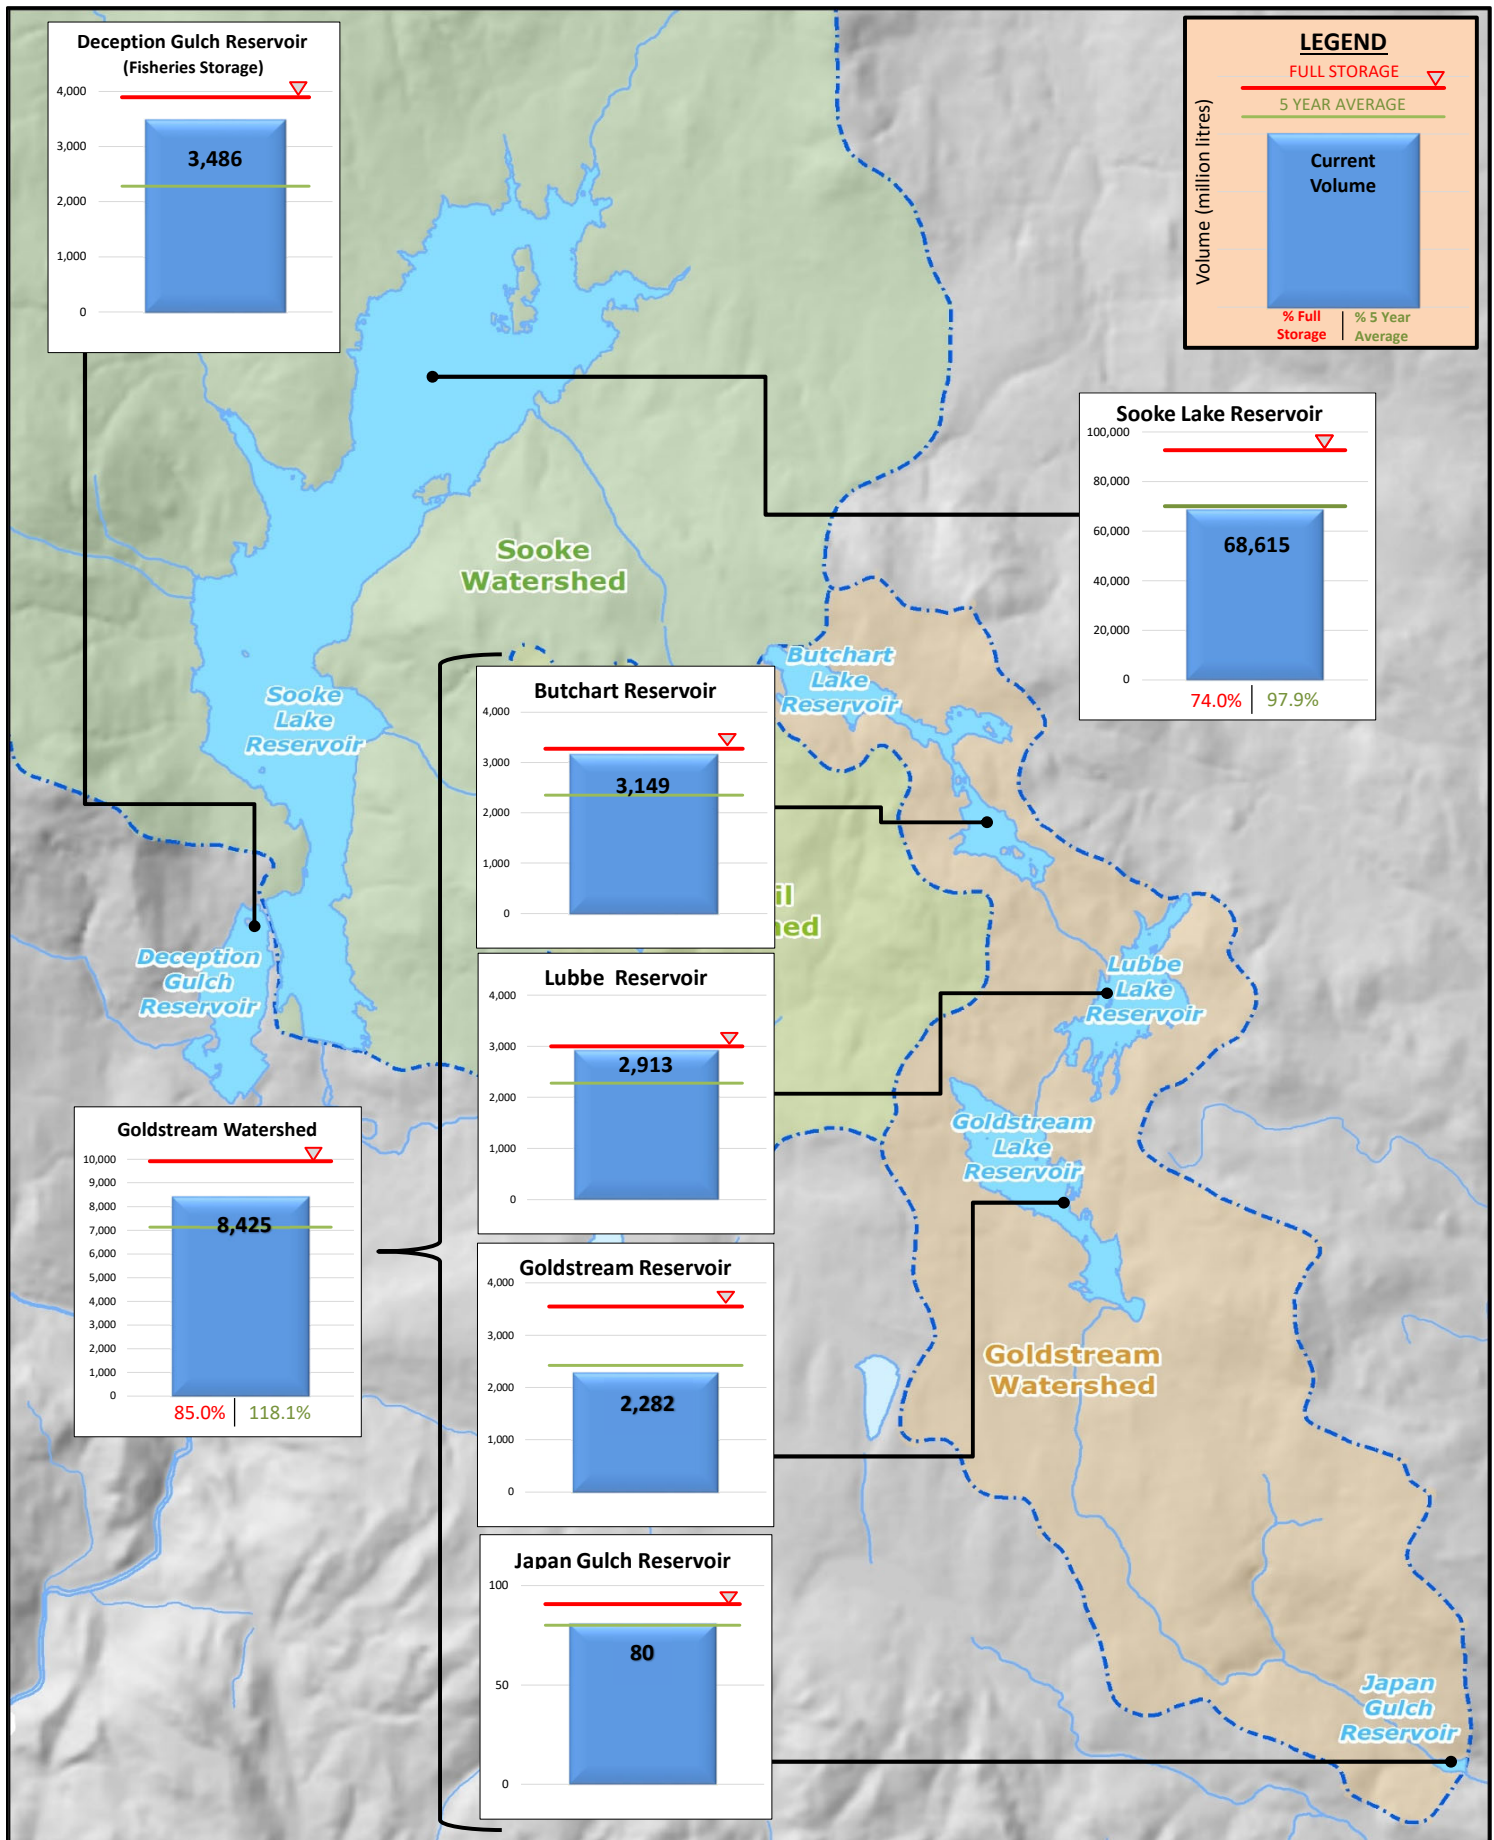 Deception Gulch Reservoir
(Fisheries Storage)
4,000
3,000
2,000
1,000
0
3,486
LEGEND
FULL STORAGE
5 YEAR AVERAGE
Volume (million litres)
Current
Volume
% Full
Storage
% 5 Year
Average
Sooke Lake Reservoir
100,000
80,000
60,000
40,000
20,000
0
68,615
74.0%
97.9%
Sooke
Watershed
Butchart
Lake
Reservoir
Sooke
Lake
Reservoir
Butchart Reservoir
4,000
3,000
2,000
1,000
0
3,149
il
hed
Deception
Gulch
Reservoir
Lubbe Reservoir
4,000
3,000
2,000
1,000
0
2,913
Lubbe
Lake
Reservoir
Goldstream Watershed
10,000
9,000
8,000
7,000
6,000
5,000
4,000
3,000
2,000
1,000
0
8,425
85.0%
118.1%
Goldstream
Lake
Reservoir
Goldstream Reservoir
4,000
3,000
2,000
1,000
0
2,282
Goldstream
Watershed
Japan Gulch Reservoir
100
50
0
80
Japan
Gulch
Reservoir